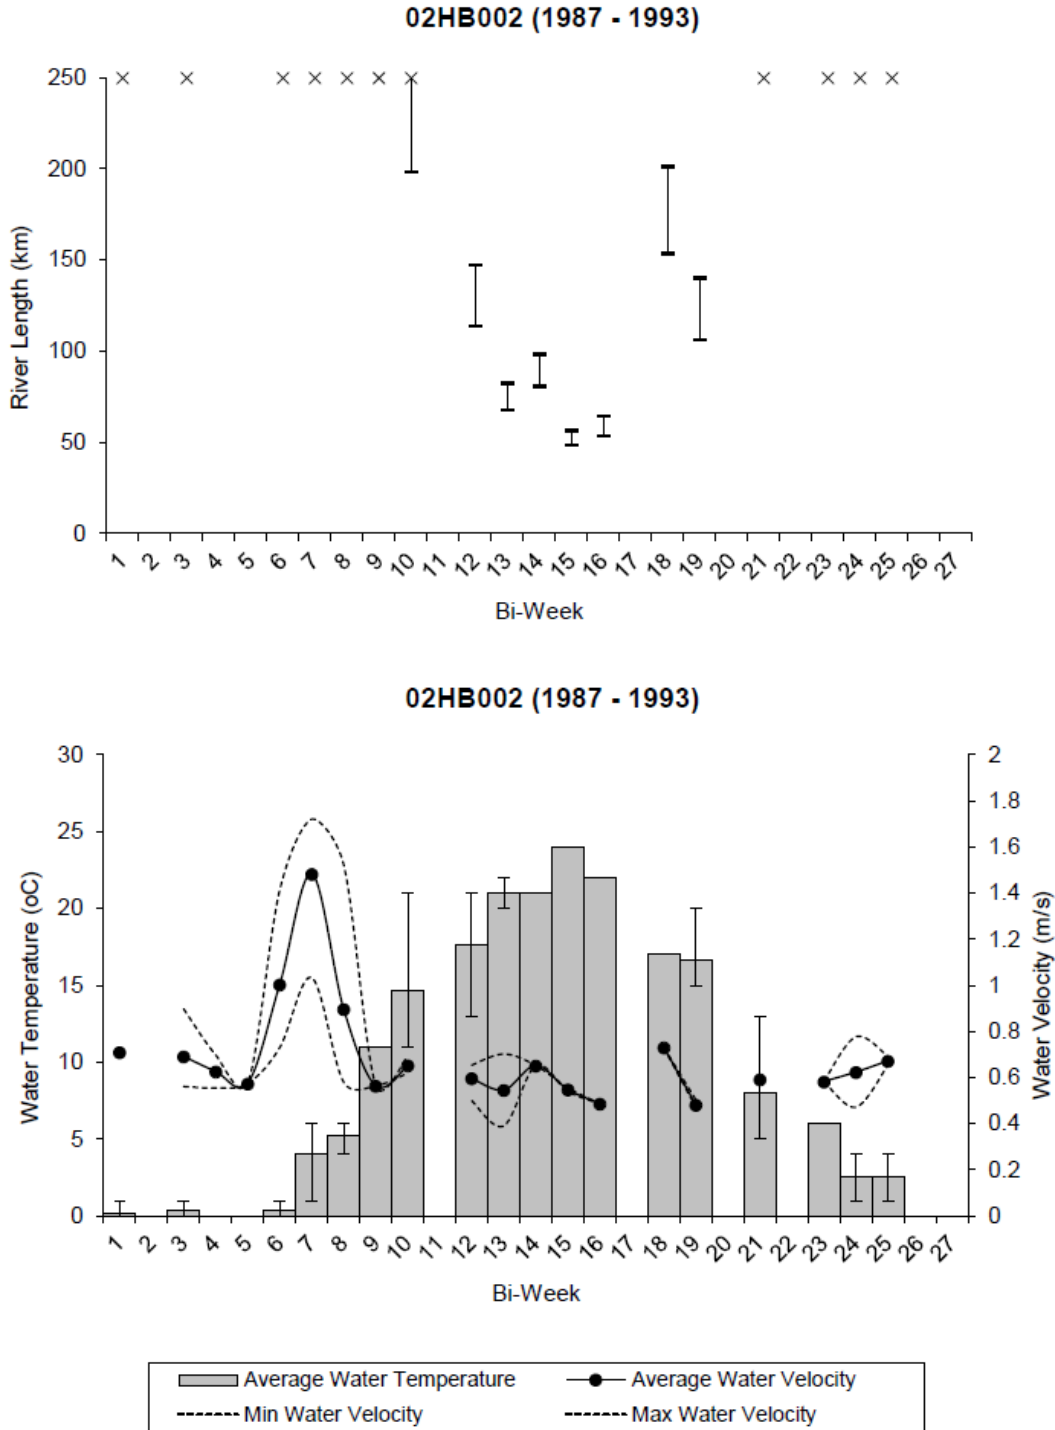 02HB002 (1987 - 1993)
250
200
150
100
50
0
River Length (km)
1 2 3 4 5 6 7 8 9 10 11 12 13 14 15 16 17 18 19 20 21 22 23 24 25 26 27
Bi-Week
02HB002 (1987 - 1993)
30
25
20
15
10
5
0
Water Temperature (oC)
2
1.8
1.6
1.4
1.2
1
0.8
0.6
0.4
0.2
0
Water Velocity (m/s)
1 2 3 4 5 6 7 8 9 10 11 12 13 14 15 16 17 18 19 20 21 22 23 24 25 26 27
Bi-Week
Average Water Temperature Average Water Velocity
Min Water Velocity Max Water Velocity